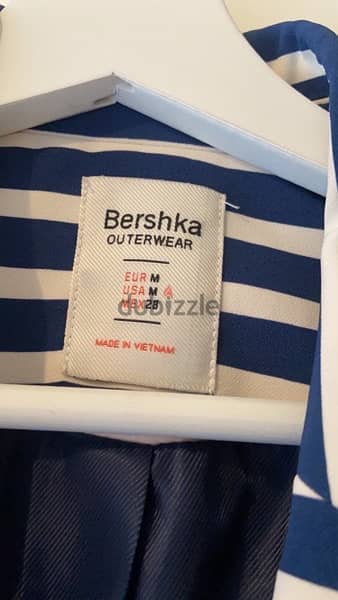 Bershka
OUTERWEAR
EUR M
USA M
MEX 28
dubizzle
MADE IN VIETNAM